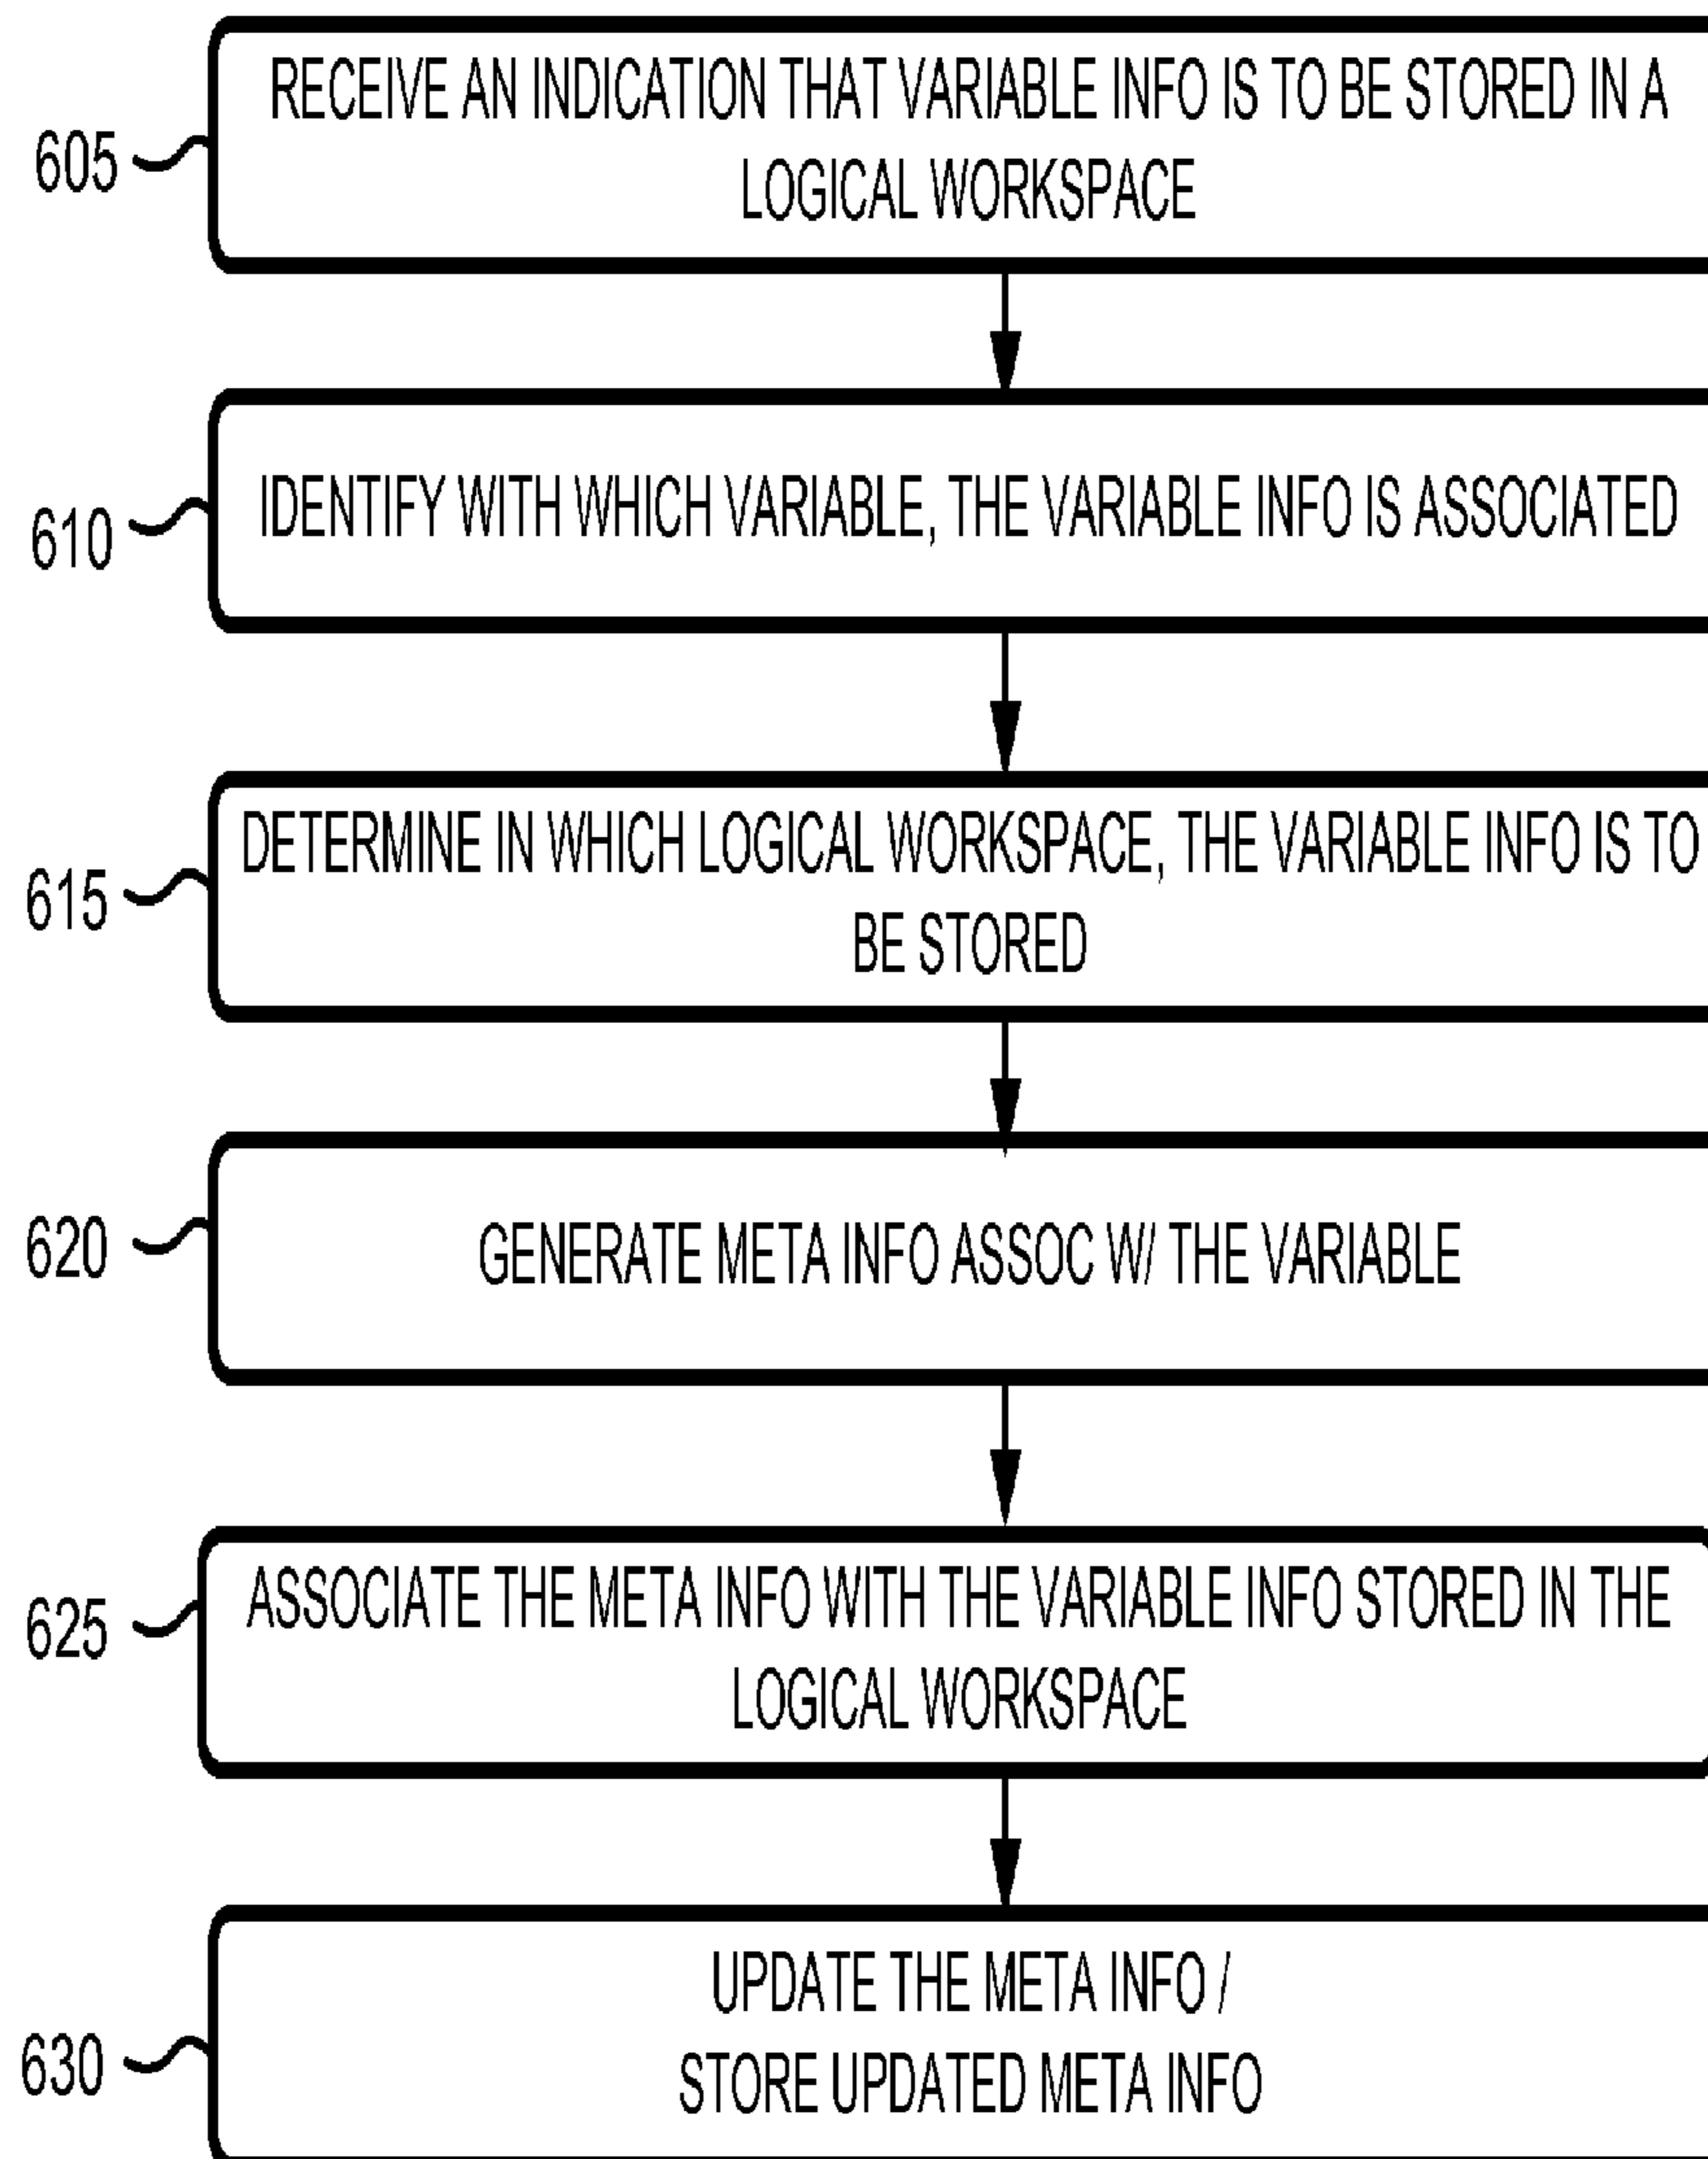 RECEIVE AN INDICATION THAT VARIABLE INFO IS TO BE STORED IN A
LOGICAL WORKSPACE
605
IDENTIFY WITH WHICH VARIABLE, THE VARIABLE INFO IS ASSOCIATED
610
DETERMINE IN WHICH LOGICAL WORKSPACE, THE VARIABLE INFO IS TO
BE STORED
615
GENERATE META INFO ASSOC W/ THE VARIABLE
620
ASSOCIATE THE META INFO WITH THE VARIABLE INFO STORED IN THE
LOGICAL WORKSPACE
625
UPDATE THE META INFO /
STORE UPDATED META INFO
630